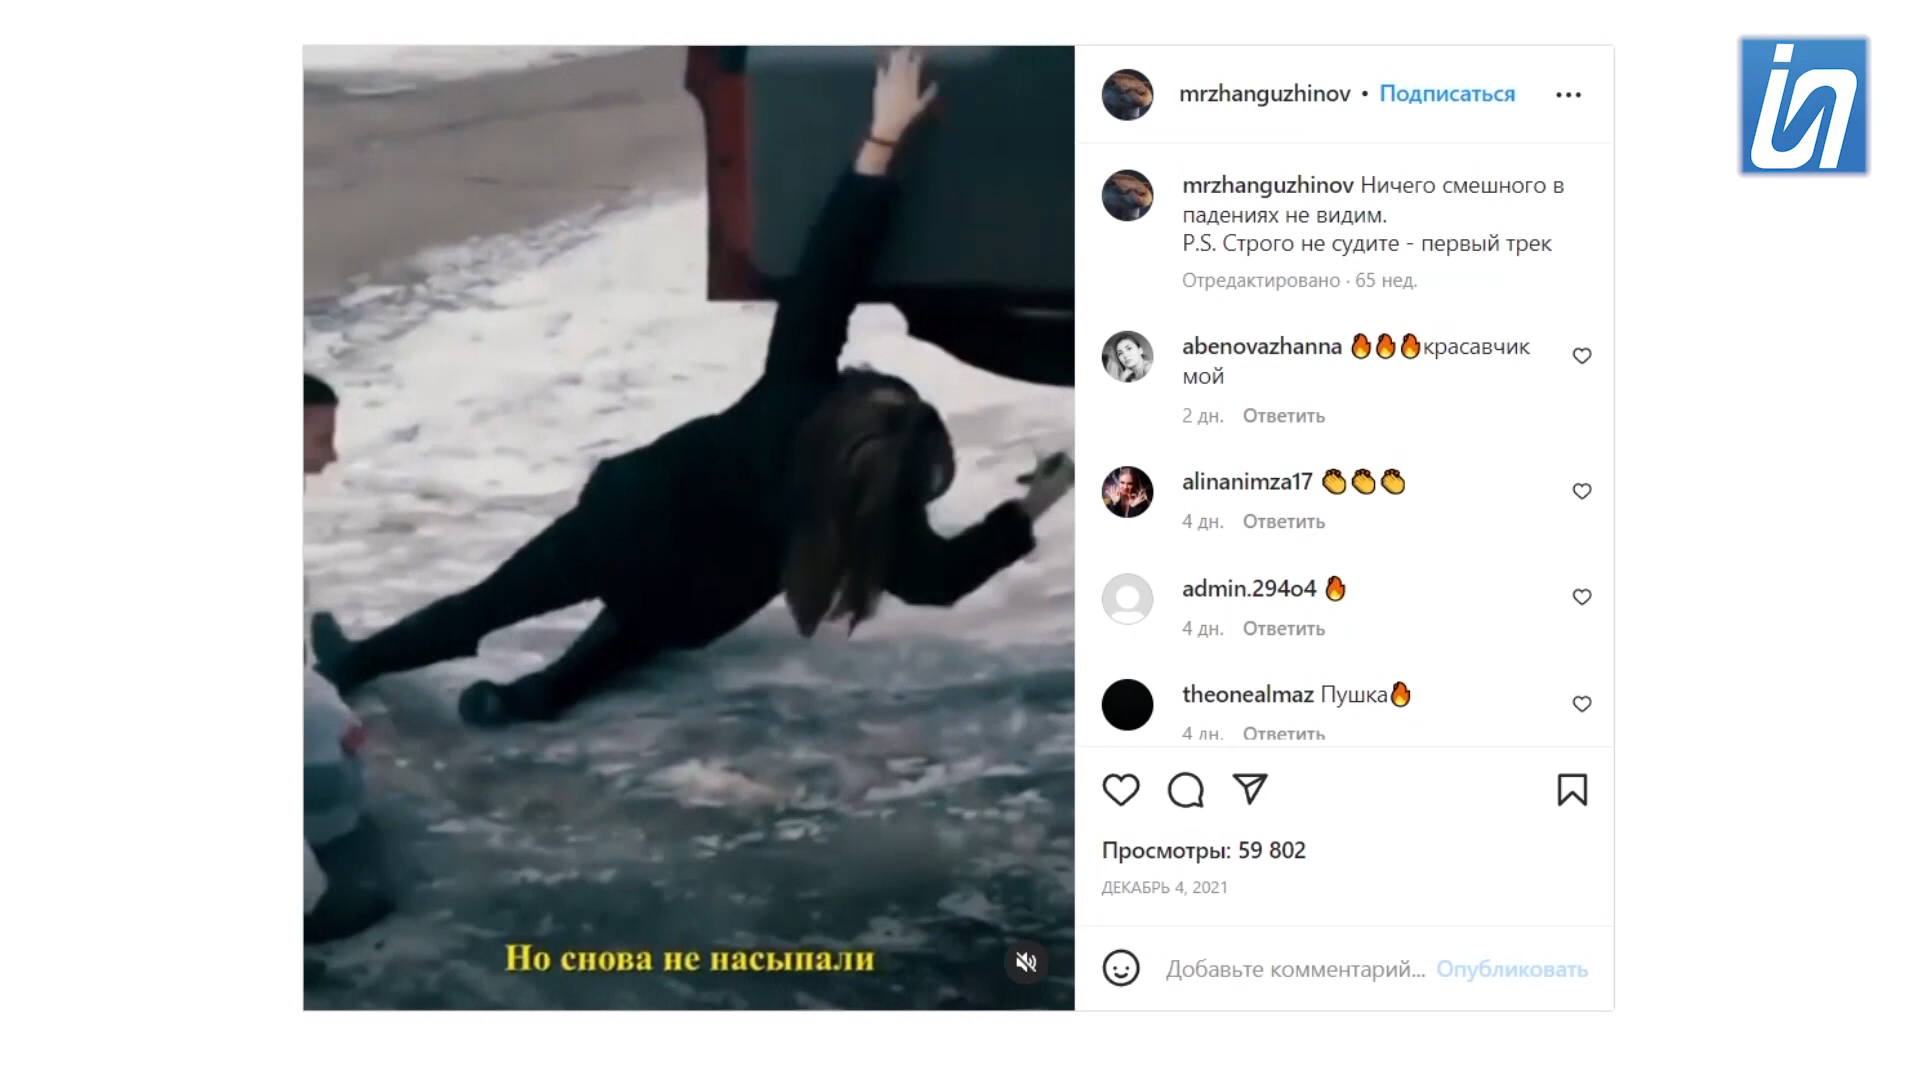 mrzhanguzhinov • Подписаться
mrzhanguzhinov Ничего смешного в
падениях не видим.
P.S. Строго не судите - первый трек
Отредактировано · 65 нед.
abenovazhanna 🔥🔥🔥красавчик
мой
2 дн. Ответить
alinanimza17 👏👏👏
4 дн. Ответить
admin.294o4 🔥
4 дн. Ответить
theonealmaz Пушка🔥
4 дн. Ответить
Просмотры: 59 802
ДЕКАБРЬ 4, 2021
Добавьте комментарий... Опубликовать
Но снова не насыпали